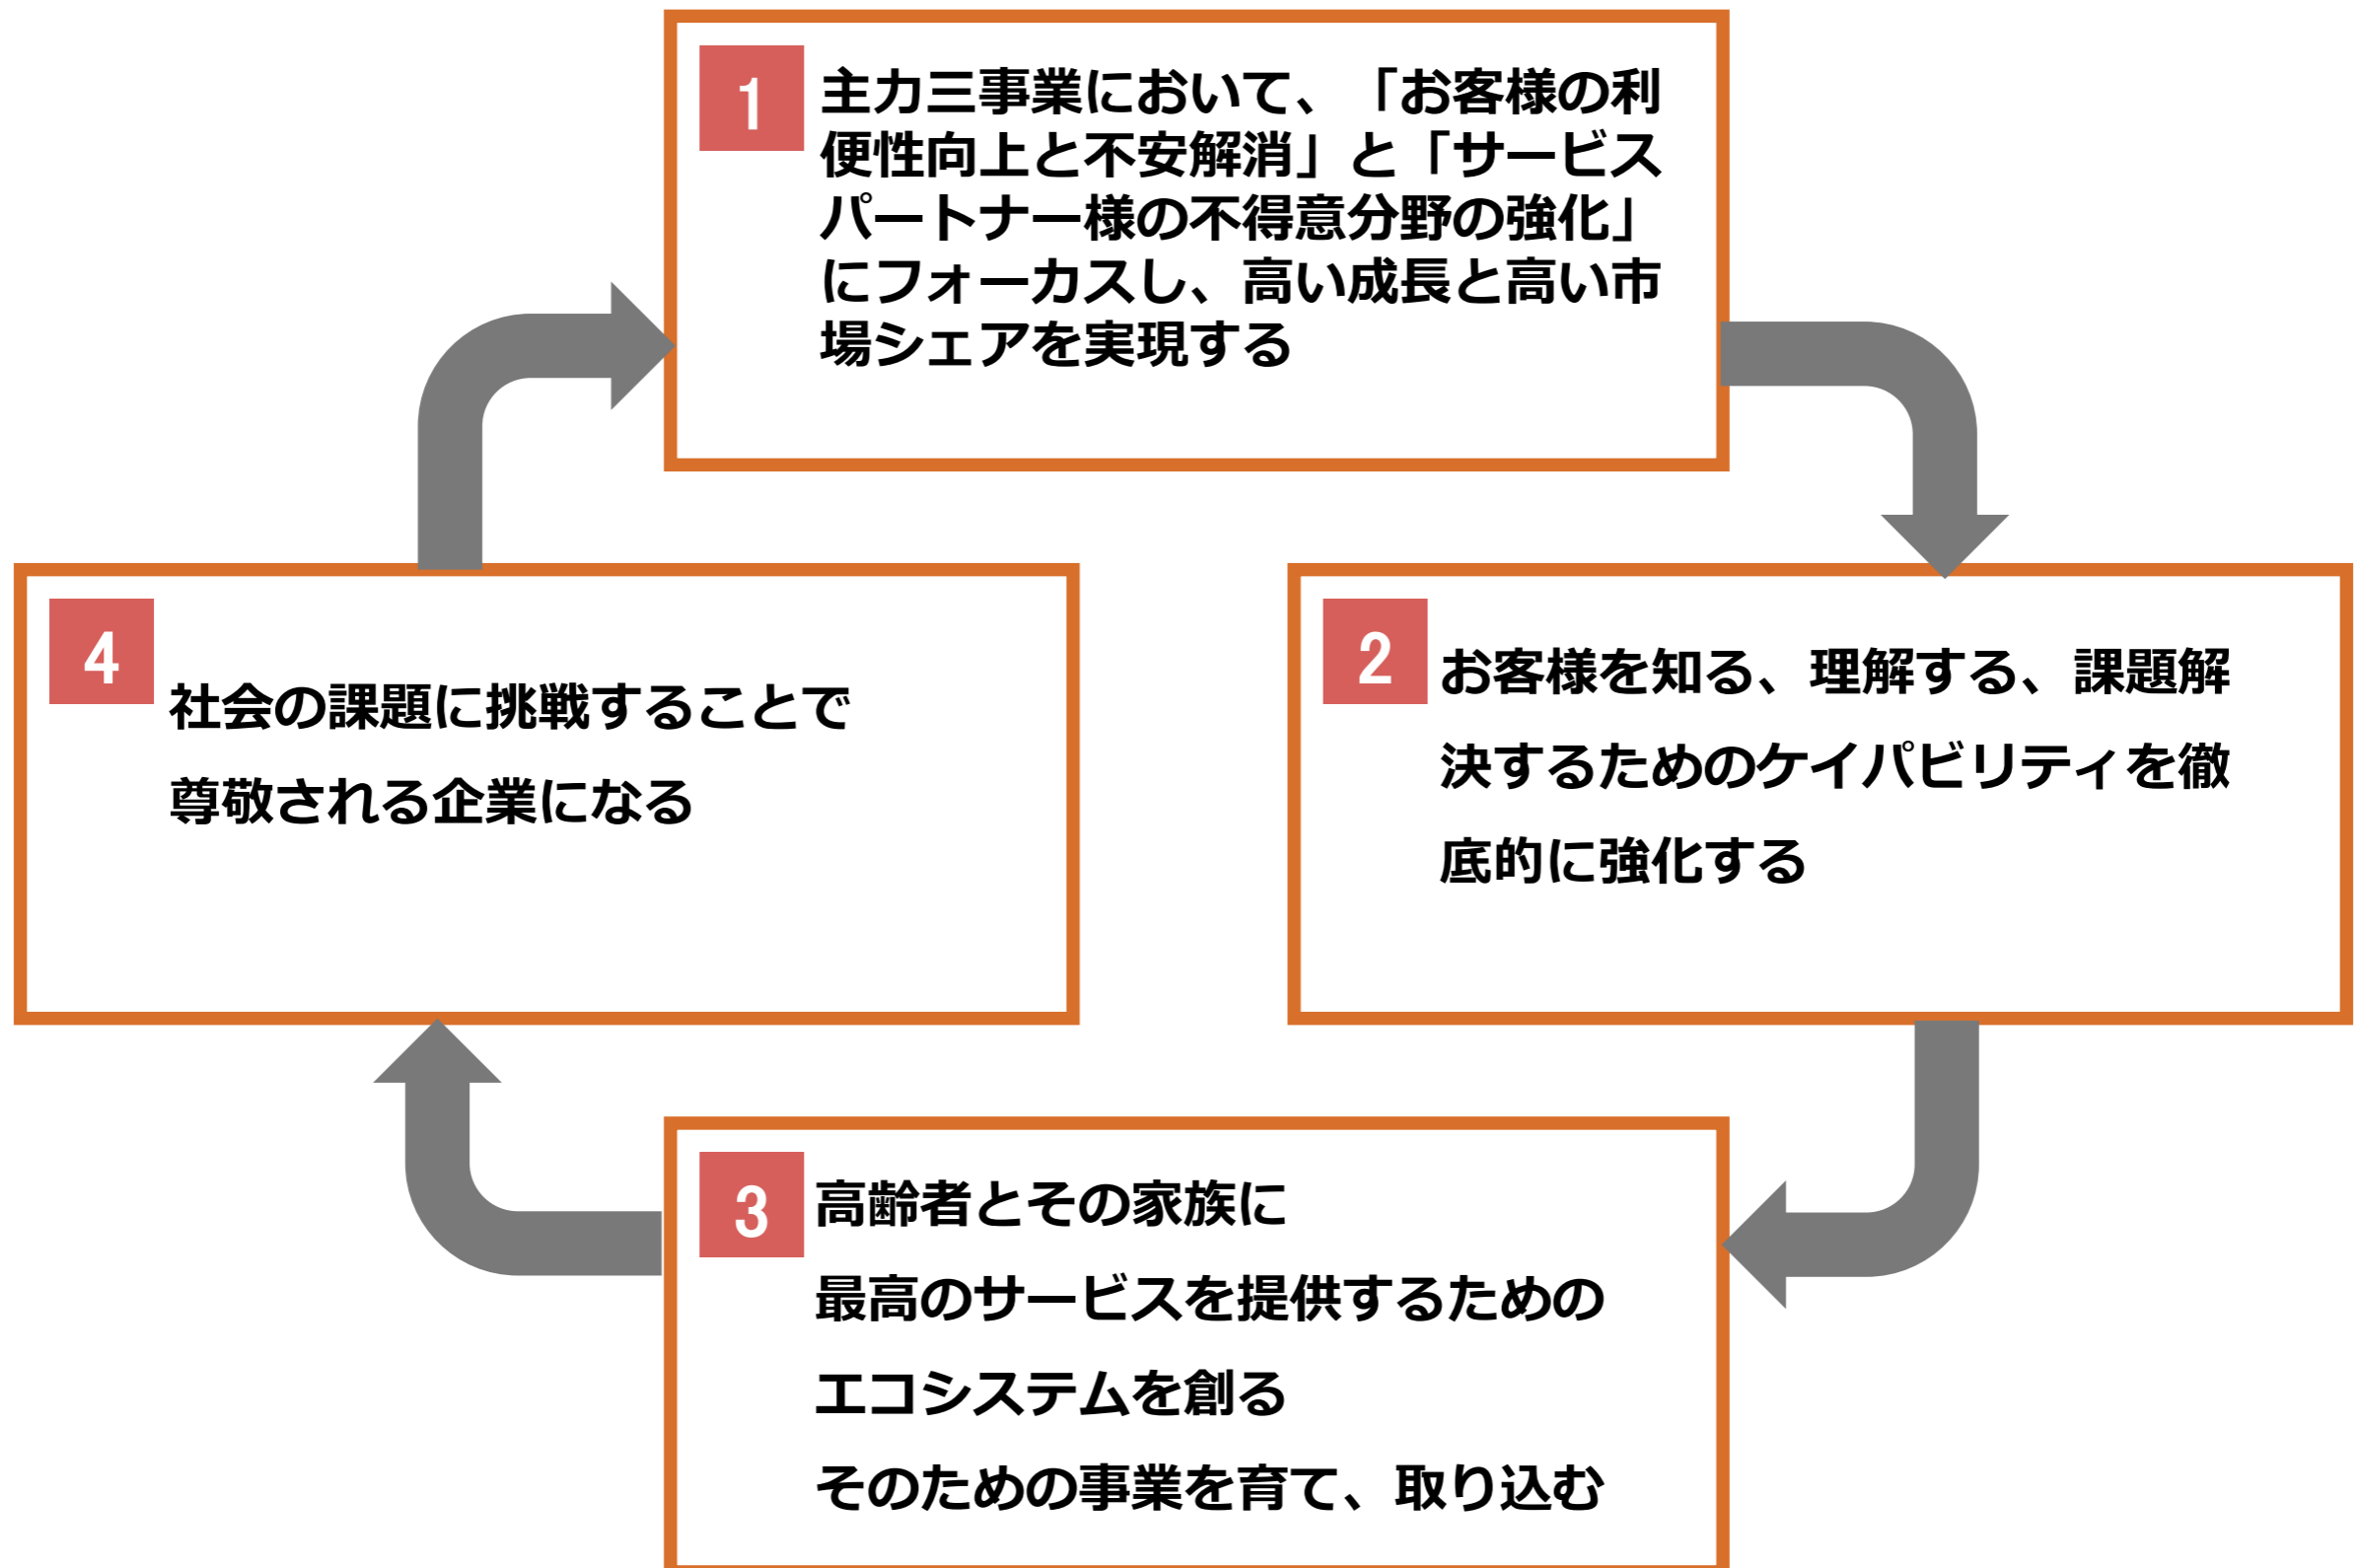 1
主力三事業において、「お客様の利
便性向上と不安解消」と「サービス
パートナー様の不得意分野の強化」
にフォーカスし、高い成長と高い市
場シェアを実現する
2
お客様を知る、理解する、課題解
決するためのケイパビリティを徹
底的に強化する
3
高齢者とその家族に
最高のサービスを提供するための
エコシステムを創る
そのための事業を育て、取り込む
4
社会の課題に挑戦することで
尊敬される企業になる